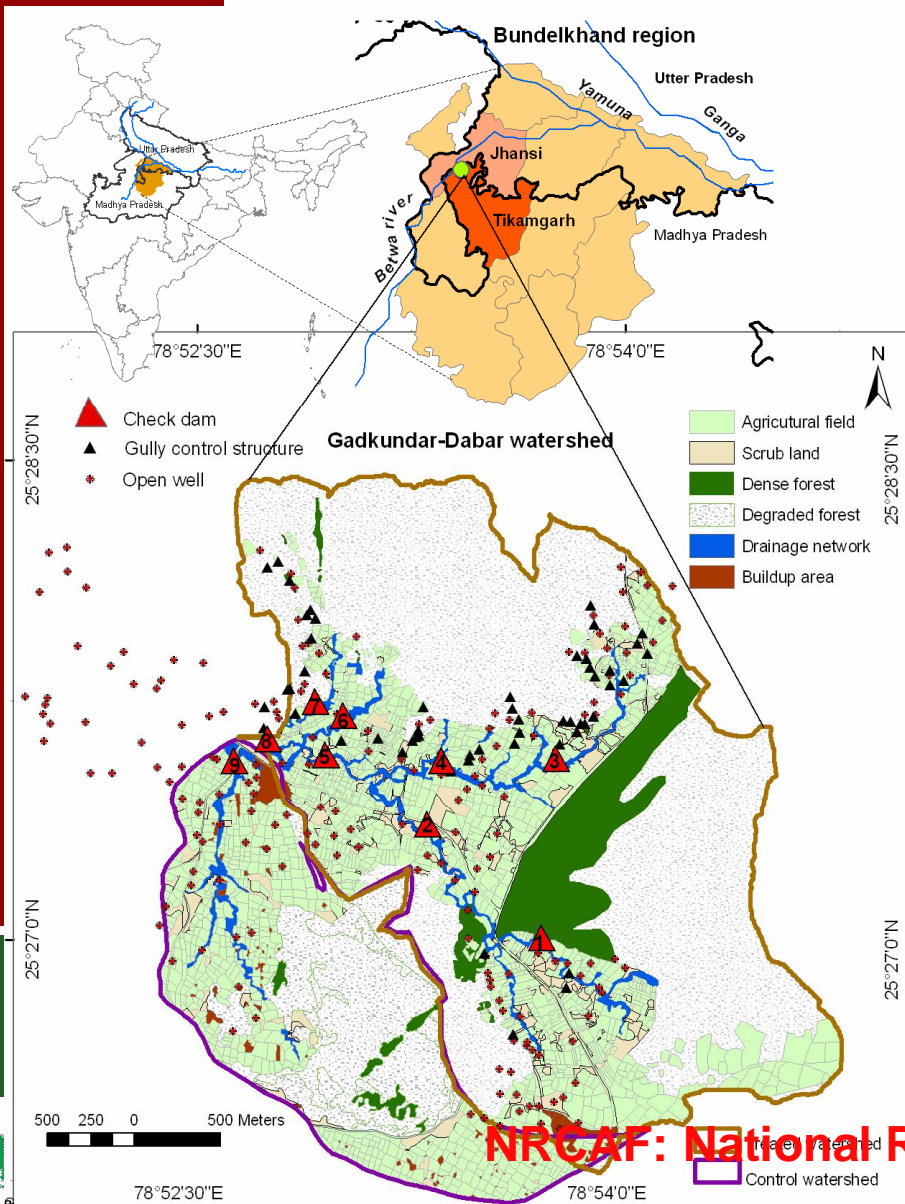 Bundelkhand region
Utter Pradesh
Yamuna
Ganga
Jhansi
Tikamgarh
Betwa river
Madhya Pradesh
Uttar Pradesh
Madhya Pradesh
78°52'30"E
78°54'0"E
N
Check dam
Gully control structure
Open well
Gadkundar-Dabar watershed
Agricutural field
Scrub land
Dense forest
Degraded forest
Drainage network
Buildup area
25°28'30"N
25°28'30"N
7
6
8
5
9
4
3
2
1
25°27'0"N
25°27'0"N
500 250 0 500 Meters
NRCAF: National R
Treated watershed
Control watershed
78°52'30"E
78°54'0"E